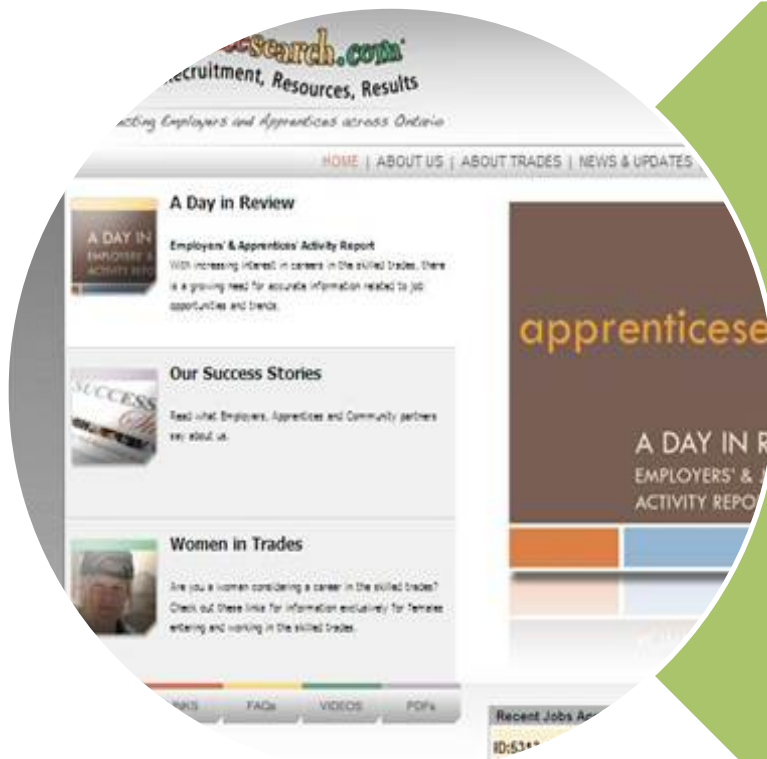 search.com
Recruitment, Resources, Results
Employers and Apprentices across Ontario
HOME | ABOUT US | ABOUT TRADES | NEWS & UPDATES
A Day in Review
Employers' & Apprentices' Activity Report
With increasing interest in careers in the skilled trades, there
is a growing need for accurate information related to job
opportunities and trends.
A DAY IN
Our Success Stories
Read what Employers, Apprentices and Community partners
say about us.
SUCCESS
Women in Trades
Are you a woman considering a career in the skilled trades?
Check out these links for information exclusively for females
entering and working in the skilled trades.
apprenticese
A DAY IN R
EMPLOYERS' &
ACTIVITY REPO
FAQs VIDEOS PDFs
Recent Jobs